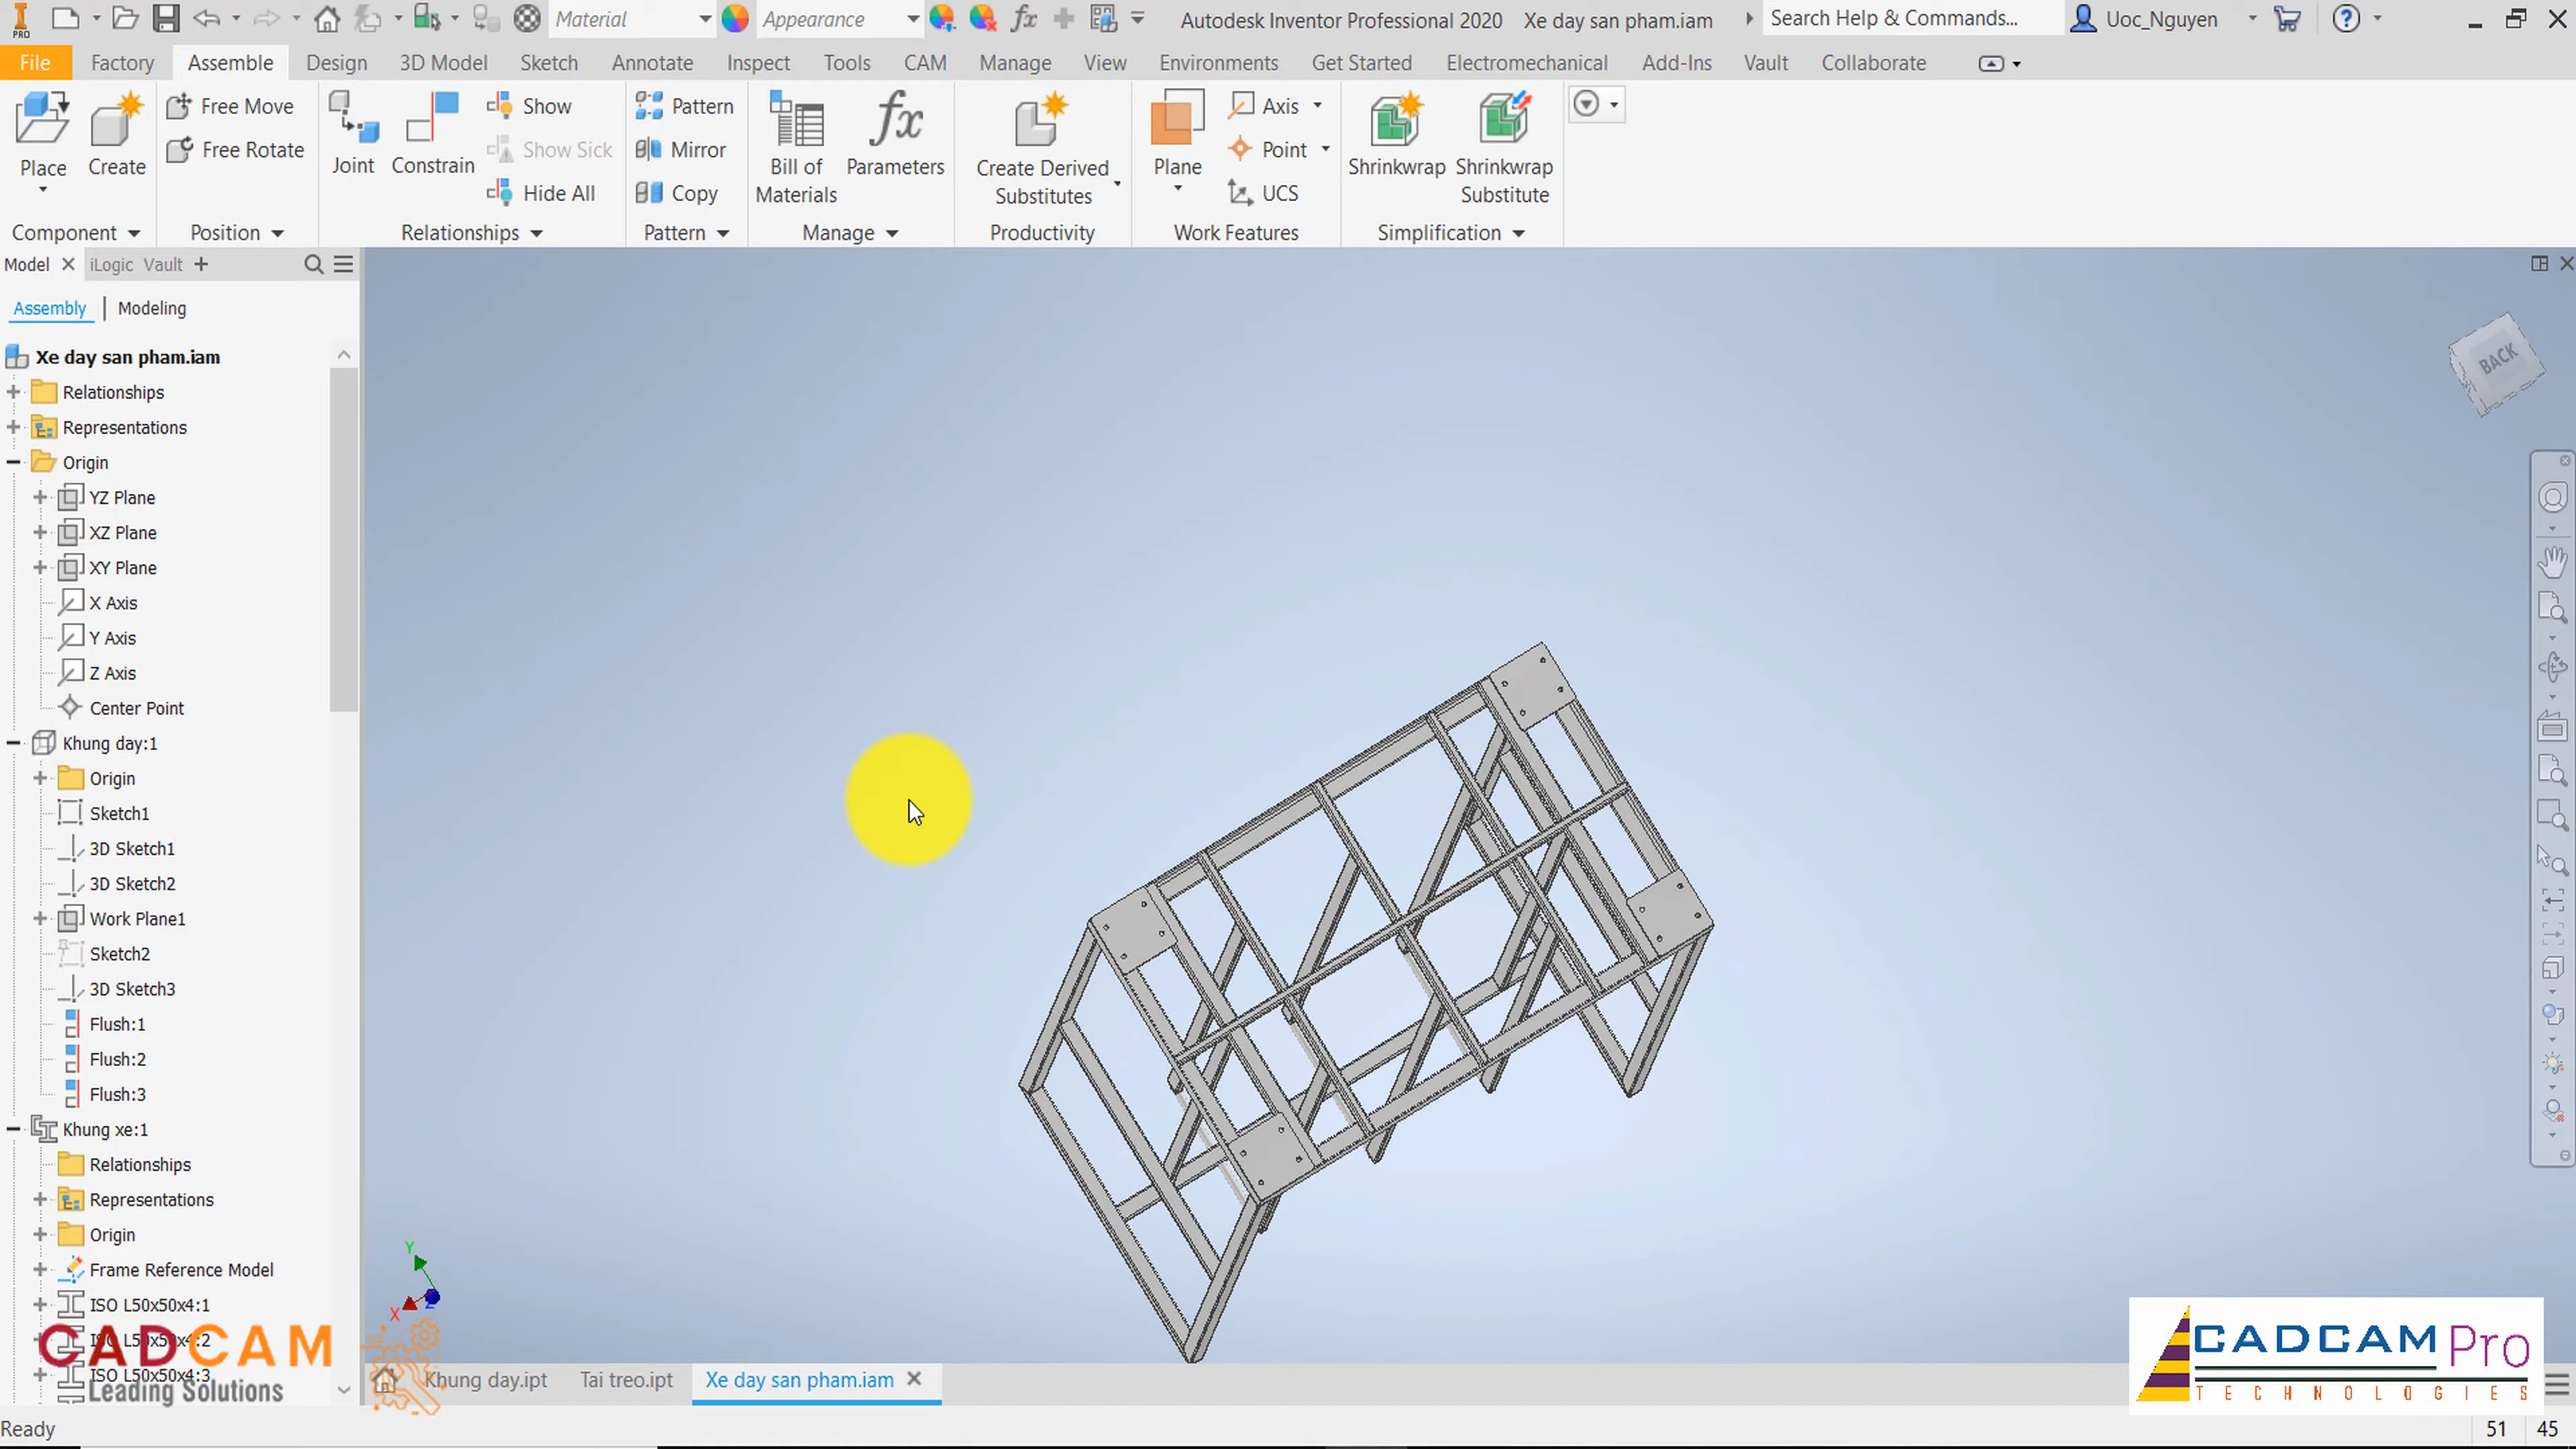 PRO
Material
Appearance
fx
Autodesk Inventor Professional 2020 Xe day san pham.iam
Search Help & Commands...
Uoc_Nguyen
File Factory Assemble Design 3D Model Sketch Annotate Inspect Tools CAM Manage View Environments Get Started Electromechanical Add-Ins Vault Collaborate
Place
Create
Free Move
Free Rotate
Joint
Constrain
Show
Show Sick
Hide All
Pattern
Mirror
Copy
Bill of
Materials
fx
Parameters
Create Derived
Substitutes
Plane
Axis
Point
UCS
Shrinkwrap
Shrinkwrap
Substitute
Component Position Relationships Pattern Manage Productivity Work Features Simplification
Model iLogic Vault
Assembly | Modeling
Xe day san pham.iam
Relationships
Representations
Origin
YZ Plane
XZ Plane
XY Plane
X Axis
Y Axis
Z Axis
Center Point
Khung day:1
Origin
Sketch1
3D Sketch1
3D Sketch2
Work Plane1
Sketch2
3D Sketch3
Flush:1
Flush:2
Flush:3
Khung xe:1
Relationships
Representations
Origin
Frame Reference Model
ISO L50x50x4:1
ISO L50x50x4:2
ISO L50x50x4:3
BACK
Y
X
Z
CADCAM
Leading Solutions
Khung day.ipt Tai treo.ipt Xe day san pham.iam
CADCAM Pro
TECHNOLOGIES
Ready
51 45